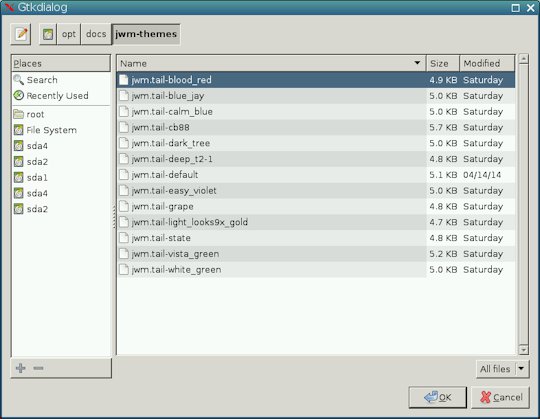 Gtkdialog
opt docs jwm-themes
Places
Search
Recently Used
root
File System
sda4
sda2
sda1
sda4
sda2
Name Size Modified
jwm.tail-blood_red 4.9 KB Saturday
jwm.tail-blue_jay 5.0 KB Saturday
jwm.tail-calm_blue 5.0 KB Saturday
jwm.tail-cb88 5.7 KB Saturday
jwm.tail-dark_tree 5.0 KB Saturday
jwm.tail-deep_t2-1 4.8 KB Saturday
jwm.tail-default 5.1 KB 04/14/14
jwm.tail-easy_violet 5.0 KB Saturday
jwm.tail-grape 4.8 KB Saturday
jwm.tail-light_looks9x_gold 4.7 KB Saturday
jwm.tail-state 4.8 KB Saturday
jwm.tail-vista_green 5.2 KB Saturday
jwm.tail-white_green 5.0 KB Saturday
All files
OK Cancel